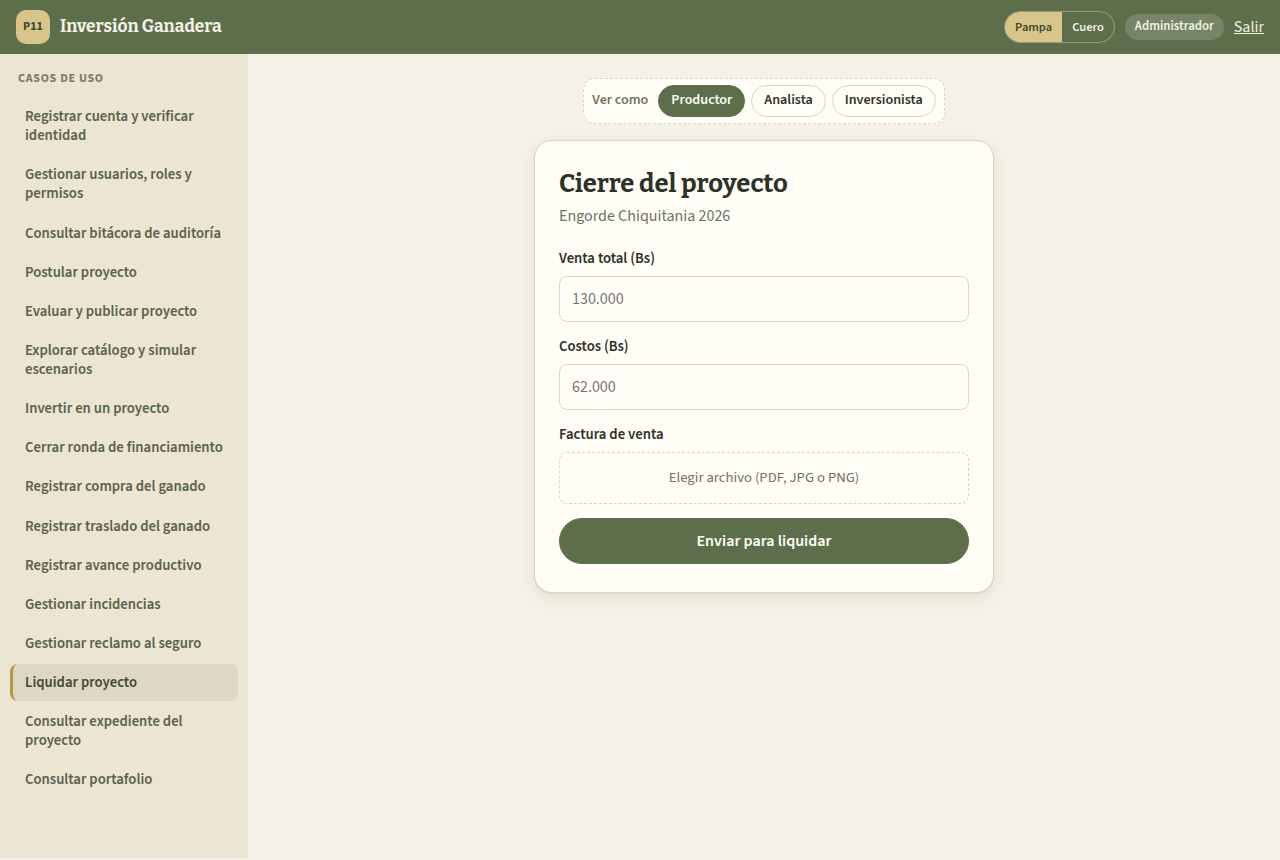 P11
Inversión Ganadera
Pampa
Cuero
Administrador
Salir
CASOS DE USO
Registrar cuenta y verificar
identidad
Gestionar usuarios, roles y
permisos
Consultar bitácora de auditoría
Postular proyecto
Evaluar y publicar proyecto
Explorar catálogo y simular
escenarios
Invertir en un proyecto
Cerrar ronda de financiamiento
Registrar compra del ganado
Registrar traslado del ganado
Registrar avance productivo
Gestionar incidencias
Gestionar reclamo al seguro
Liquidar proyecto
Consultar expediente del
proyecto
Consultar portafolio
Ver como
Productor
Analista
Inversionista
Cierre del proyecto
Engorde Chiquitania 2026
Venta total (Bs)
130.000
Costos (Bs)
62.000
Factura de venta
Elegir archivo (PDF, JPG o PNG)
Enviar para liquidar